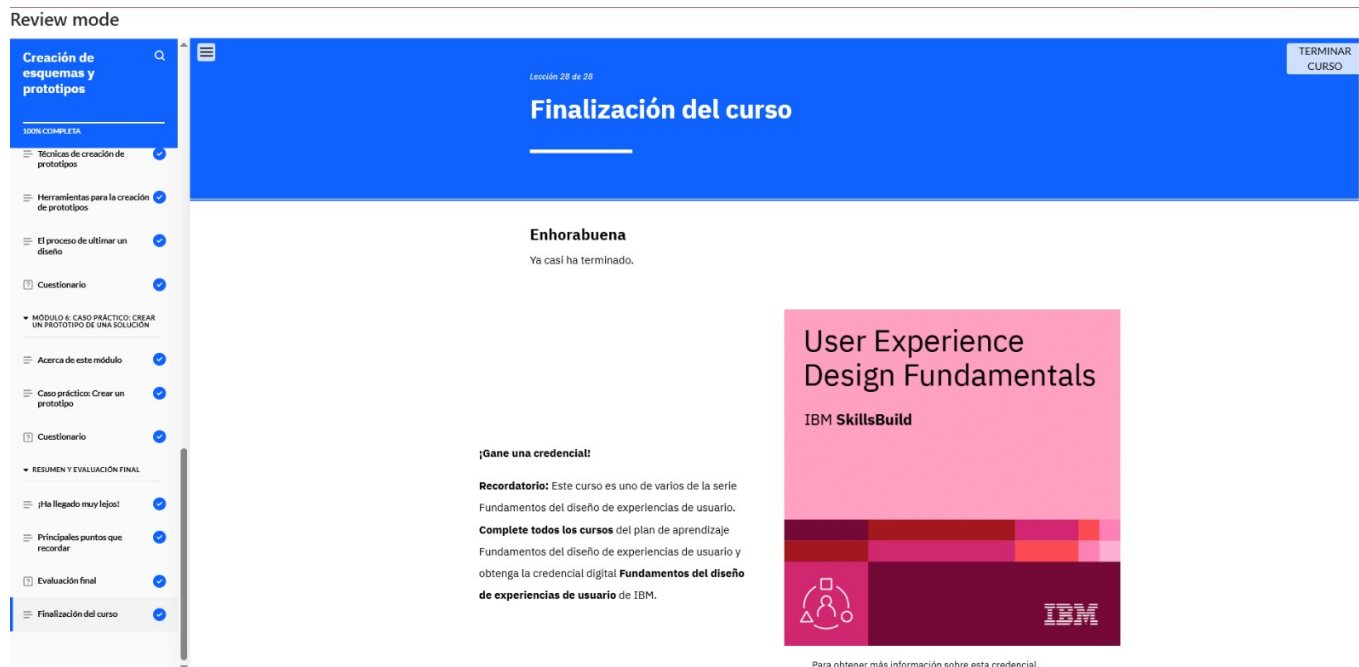 Review mode
Creación de
esquemas y
prototipos
100% COMPLETA
Técnicas de creación de
prototipos
Herramientas para la creación
de prototipos
El proceso de ultimar un
diseño
Cuestionario
MÓDULO 6: CASO PRÁCTICO: CREAR
UN PROTOTIPO DE UNA SOLUCIÓN
Acerca de este módulo
Caso práctico: Crear un
prototipo
Cuestionario
RESUMEN Y EVALUACIÓN FINAL
¡Ha llegado muy lejos!
Principales puntos que
recordar
Evaluación final
Finalización del curso
TERMINAR
CURSO
Lección 28 de 28
Finalización del curso
Enhorabuena
Ya casi ha terminado.
¡Gane una credencial!
Recordatorio: Este curso es uno de varios de la serie
Fundamentos del diseño de experiencias de usuario.
Complete todos los cursos del plan de aprendizaje
Fundamentos del diseño de experiencias de usuario y
obtenga la credencial digital Fundamentos del diseño
de experiencias de usuario de IBM.
User Experience
Design Fundamentals
IBM SkillsBuild
IBM
Para obtener más información sobre esta credencial,